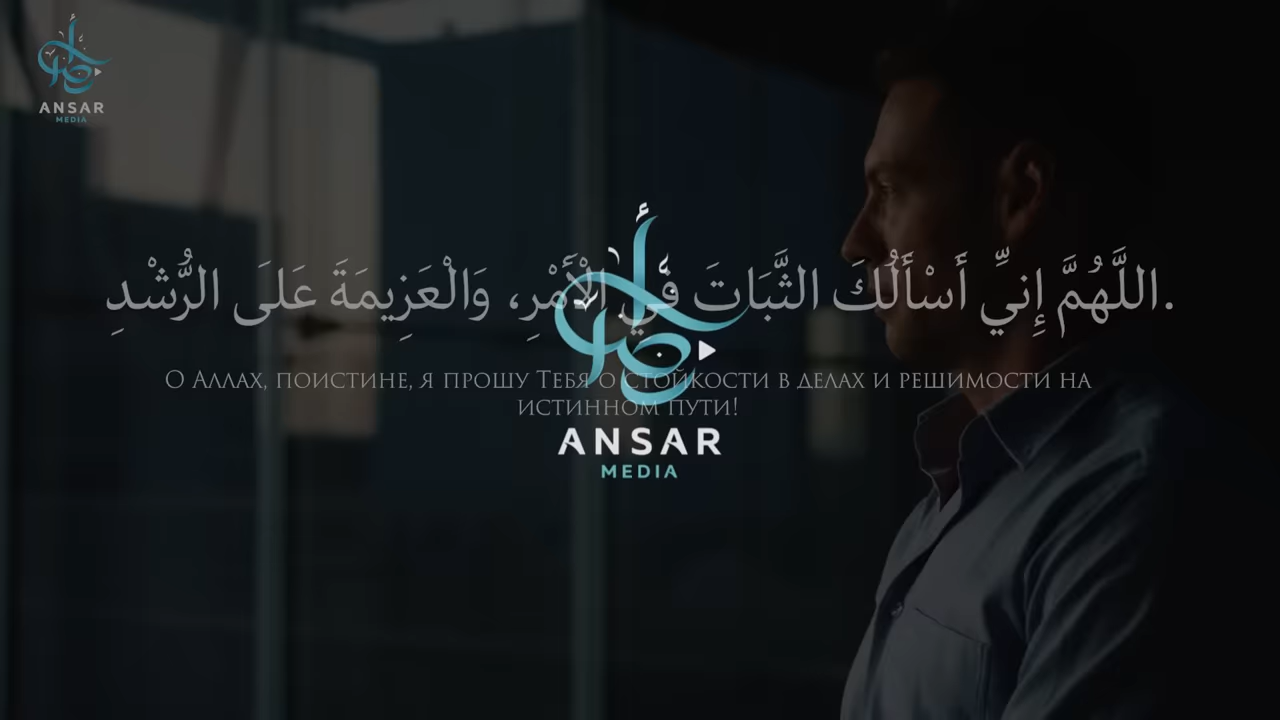 ANSAR
MEDIA
اللَّهُمَّ إِنِّي أَسْأَلُكَ الثَّبَاتَ فِي الْأَمْرِ، وَالْعَزِيمَةَ عَلَى الرُّشْدِ.
О Аллах, поистине, я прошу Тебя о стойкости в делах и решимости на
истинном пути!
ANSAR
MEDIA